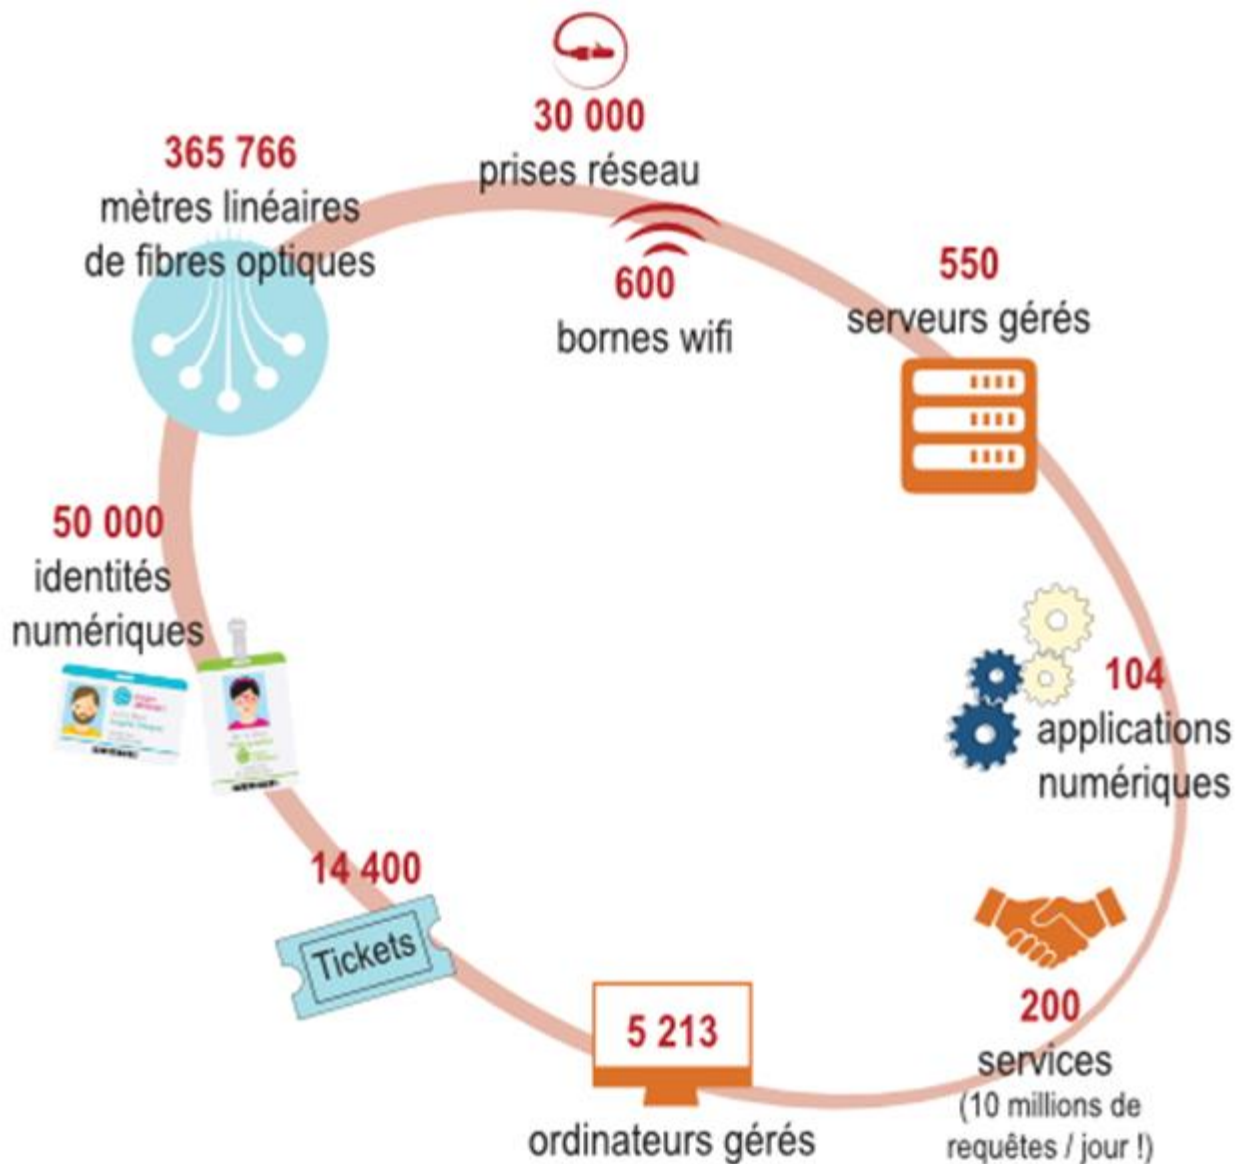 30 000
prises réseau
365 766
mètres linéaires
de fibres optiques
600
bornes wifi
550
serveurs gérés
50 000
identités
numériques
104
applications
numériques
14 400
Tickets
200
services
(10 millions de
requêtes / jour !)
5 213
ordinateurs gérés